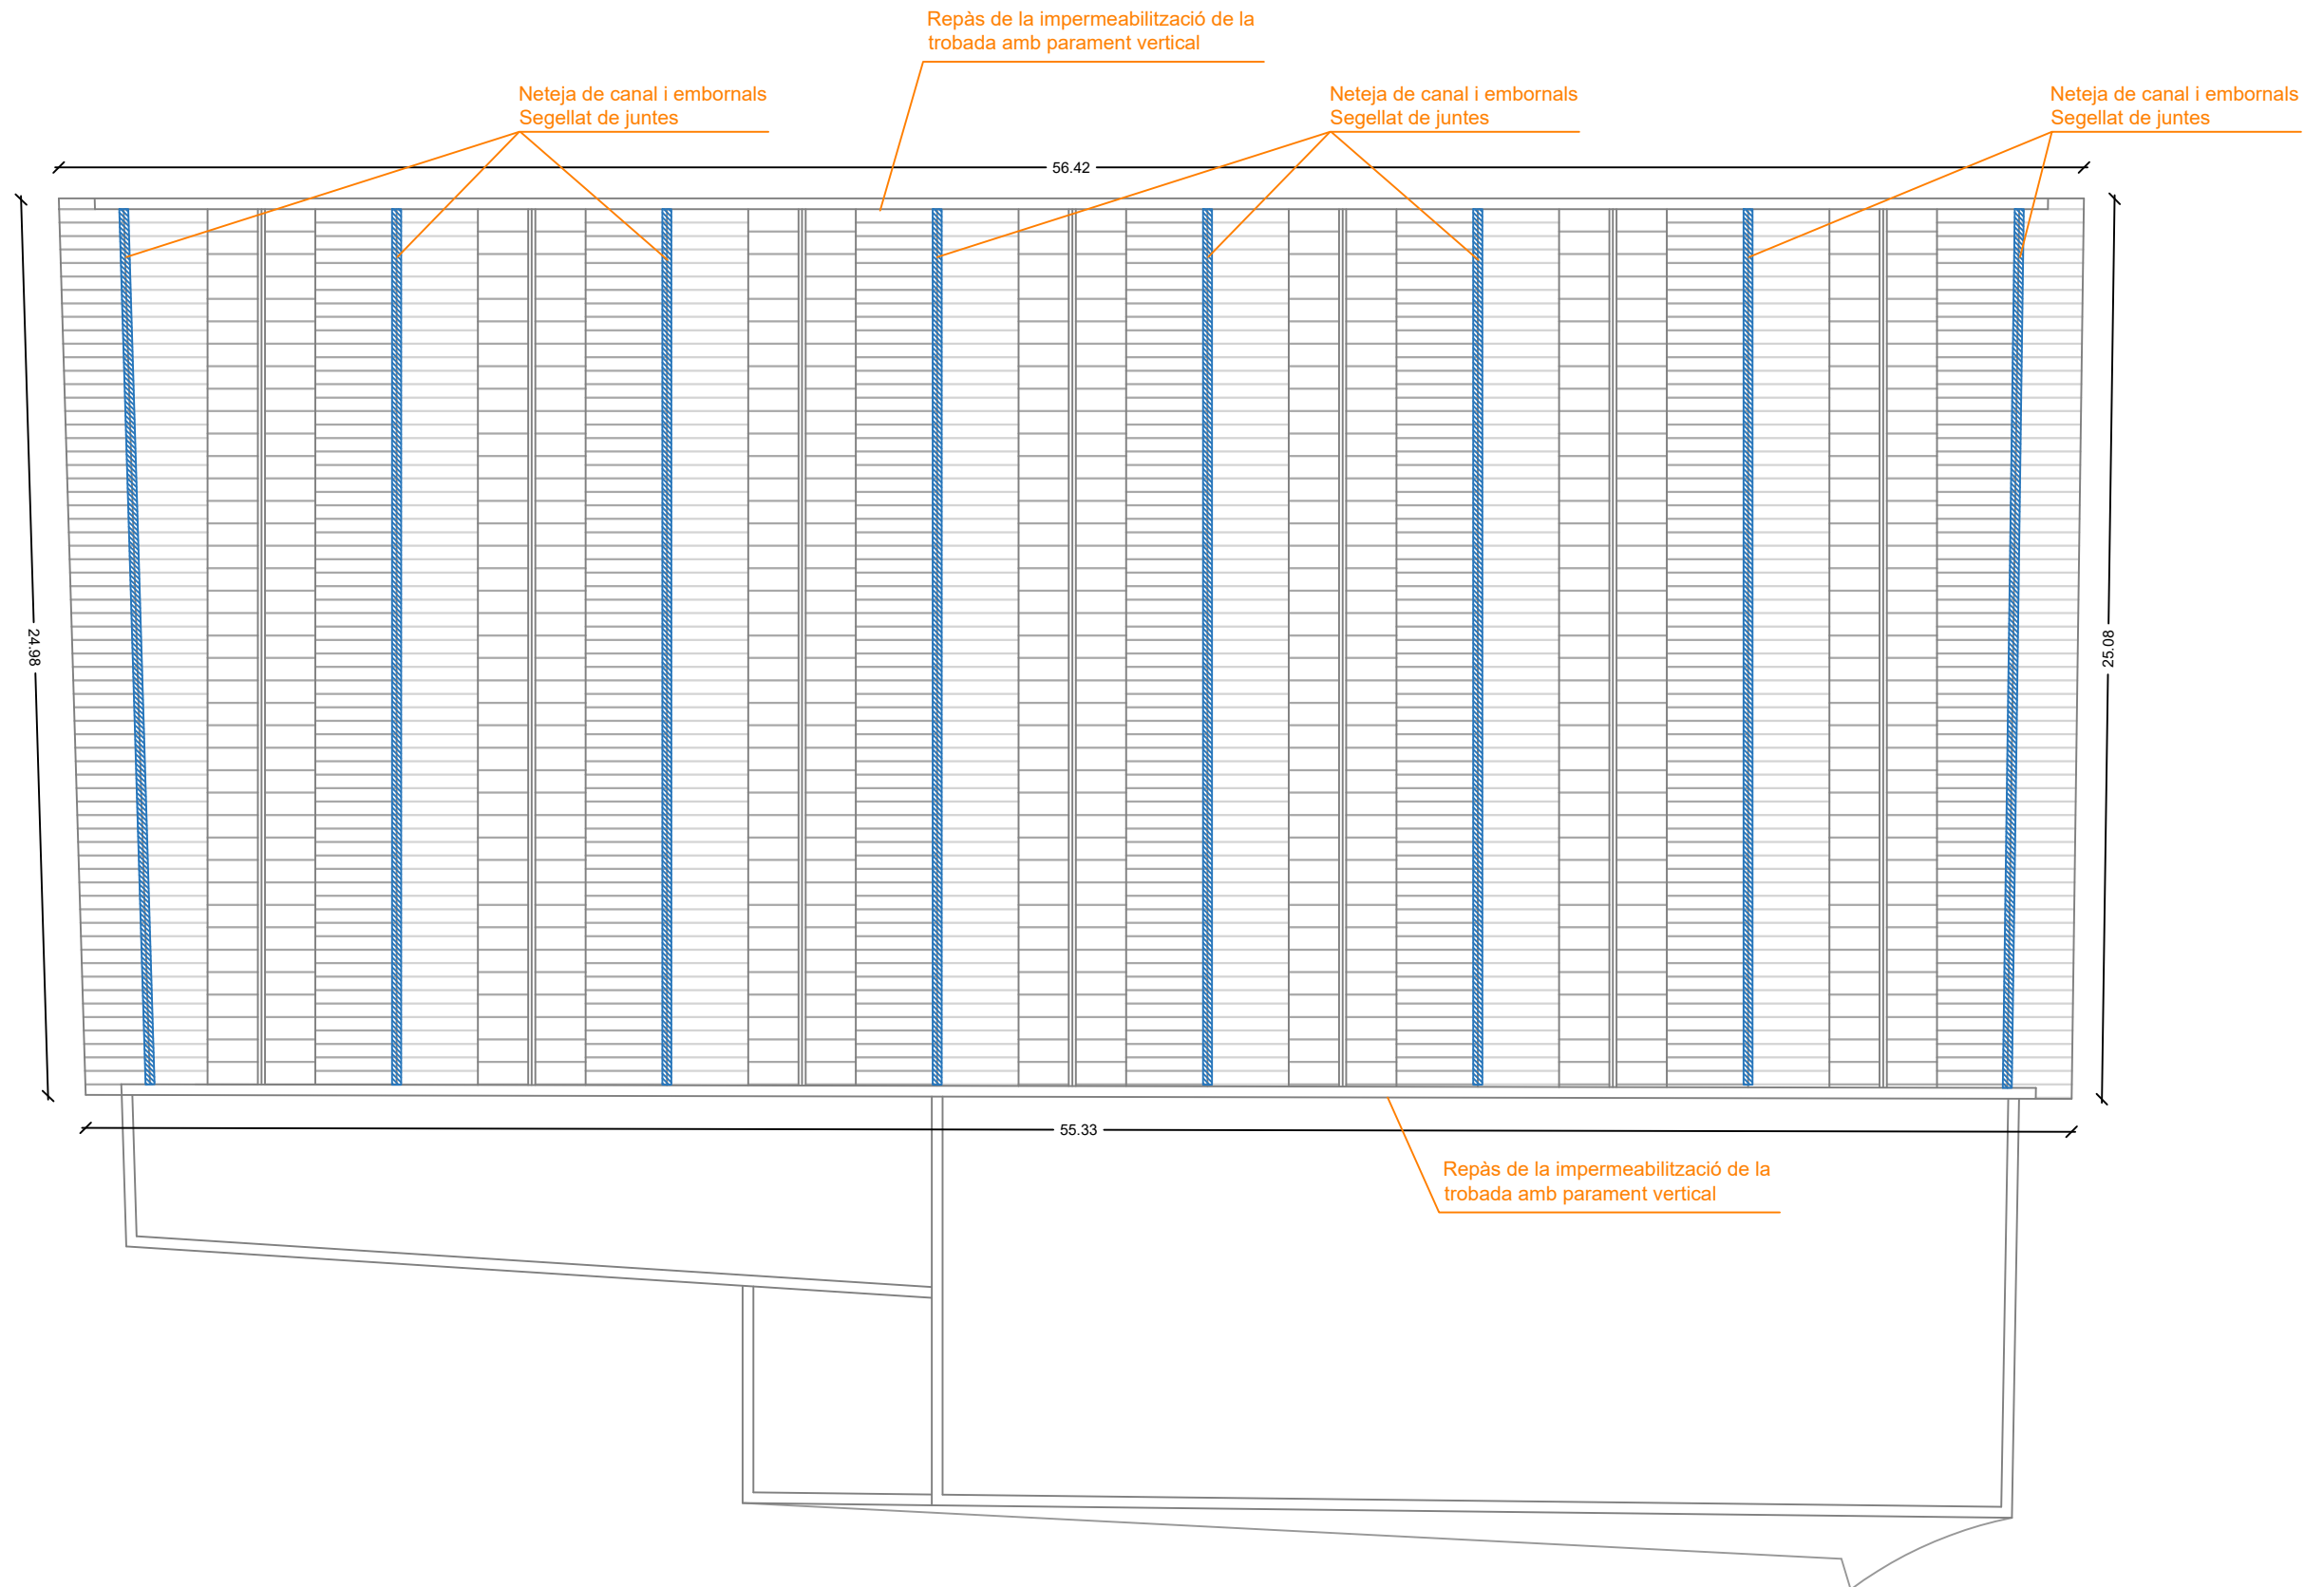 Repàs de la impermeabilització de la
trobada amb parament vertical
Neteja de canal i embornals
Segellat de juntes
Neteja de canal i embornals
Segellat de juntes
Neteja de canal i embornals
Segellat de juntes
56.42
24.98
25.08
55.33
Repàs de la impermeabilització de la
trobada amb parament vertical